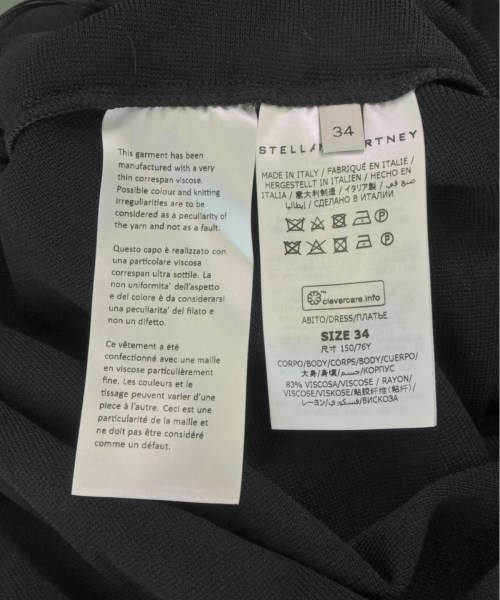 This garment has been
manufactured with a very
thin correspan viscose.
Possible colour and knitting
irregularities are to be
considered as a peculiarity of
the yarn and not as a fault.
Questo capo è realizzato con
una particolare viscosa
correspan ultra sottile. La
non uniformita' dell'aspetto
e dei colore è da considerarsi
una peculiarita' del filato e
non un difetto.
Ce vêtement a été
confectionné avec une maille
en viscose particulièrement
fine. Les couleurs et le
tissage peuvent varier d'une
piece à l'autre. Ceci est une
particularité de la maille et
ne doit pas être considéré
comme un défaut.
34
STELLA RTNEY
MADE IN ITALY / FABRIQUÉ EN ITALIE /
HERGESTELLT IN ITALIEN / HECHO EN
ITALIA / 意大利制造 / イタリア製 / صنع في
إيطاليا / СДЕЛАНО В ИТАЛИИ
clevercare.info
ABITO/DRESS/ПЛАТЬЕ
SIZE 34
尺寸 150/76Y
CORPO/BODY/CORPS/BODY/CUERPO/
大身/身頃/جسم/КОРПУС
83% VISCOSA/VISCOSE / RAYON/
VISCOSE/VISKOSE/粘胶纤维(粘纤)/
レーヨン/فسكوزي/ВИСКОЗА